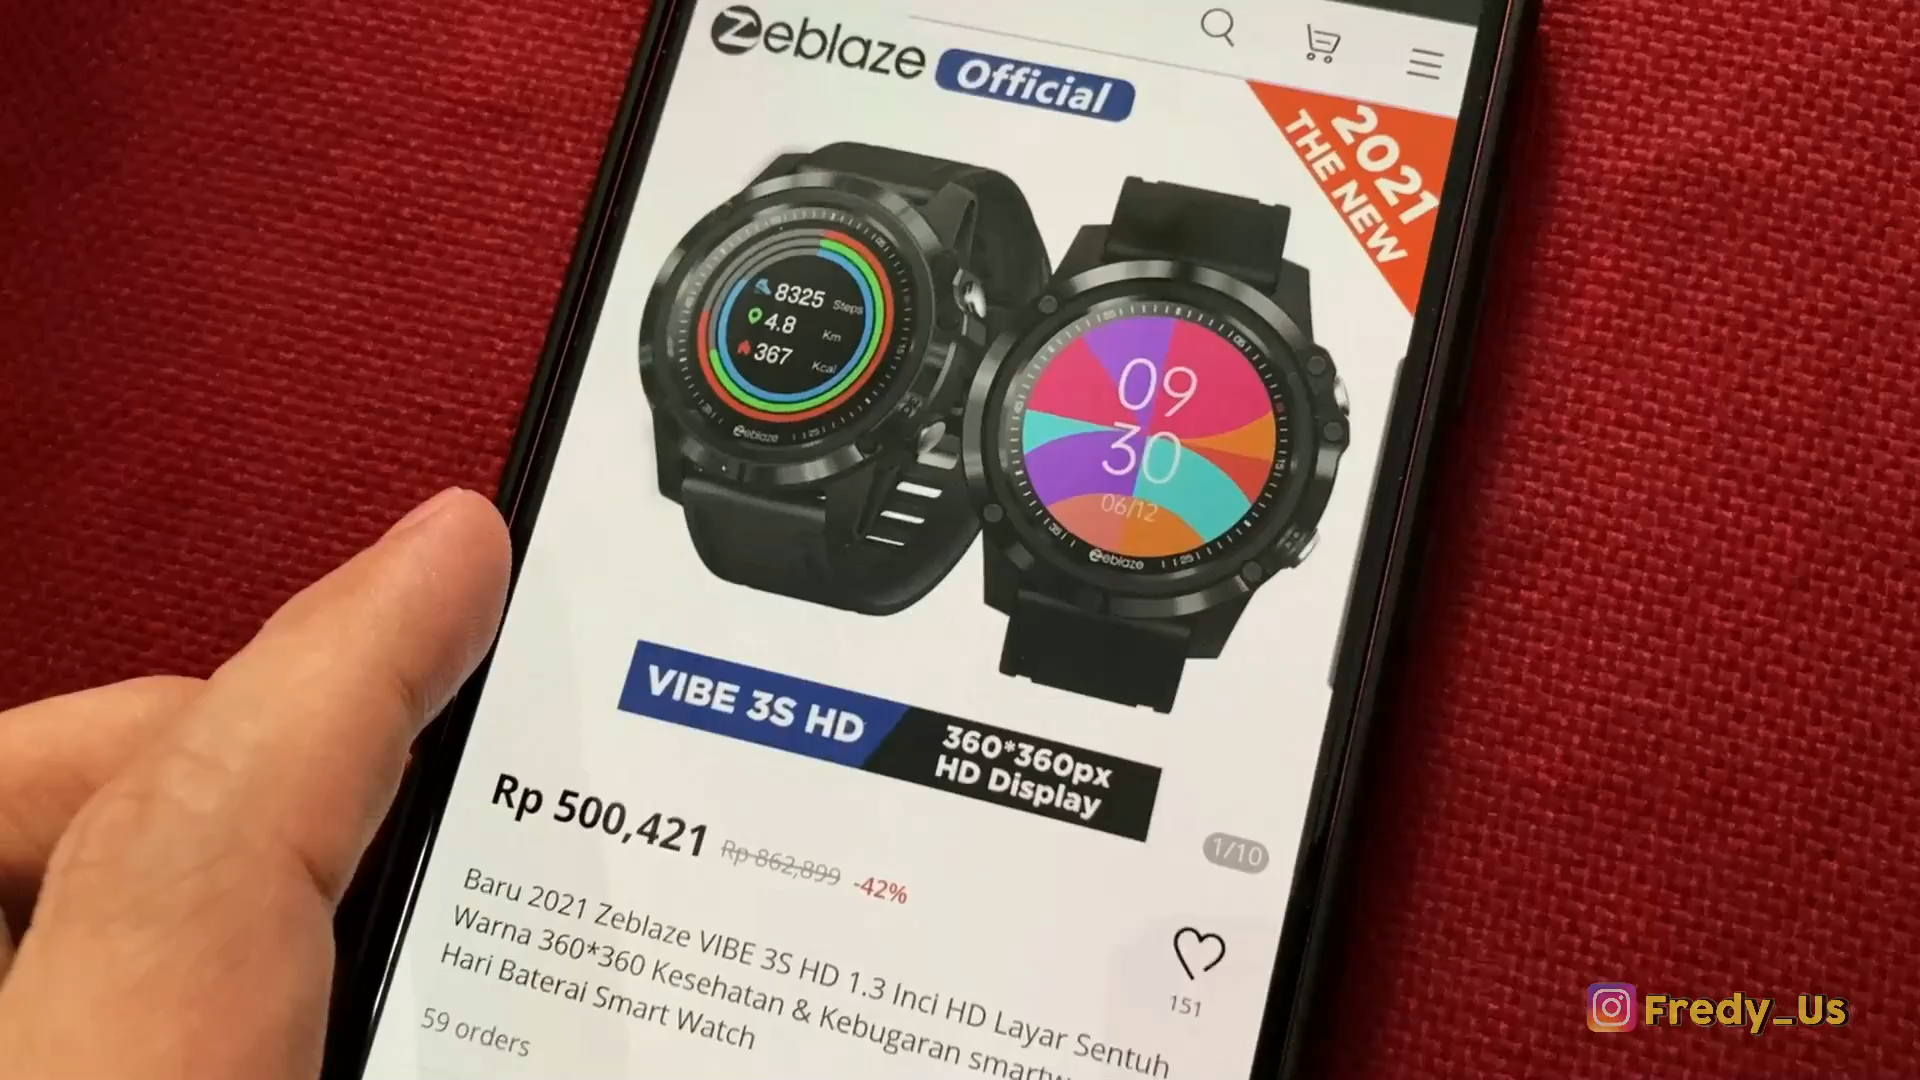 Zeblaze Official
2021
THE NEW
8325 Steps
4.8 Km
367 Kcal
Zeblaze
09
30
06/12
Zeblaze
VIBE 3S HD
360*360px
HD Display
Rp 500,421 Rp 862,899 -42%
1/10
Baru 2021 Zeblaze VIBE 3S HD 1.3 Inci HD Layar Sentuh
Warna 360*360 Kesehatan & Kebugaran
Hari Baterai Smart Watch
151
59 orders
Fredy_Us